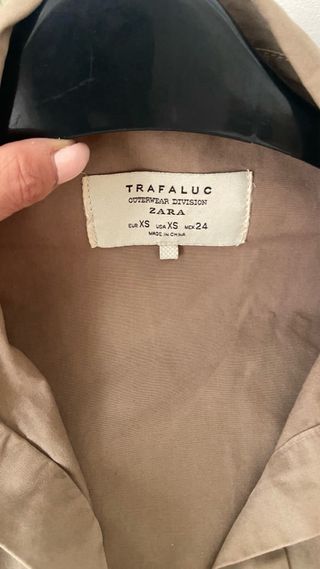 TRAFALUC
OUTERWEAR DIVISION
ZARA
EUR XS USA XS MEX 24
MADE IN CHINA